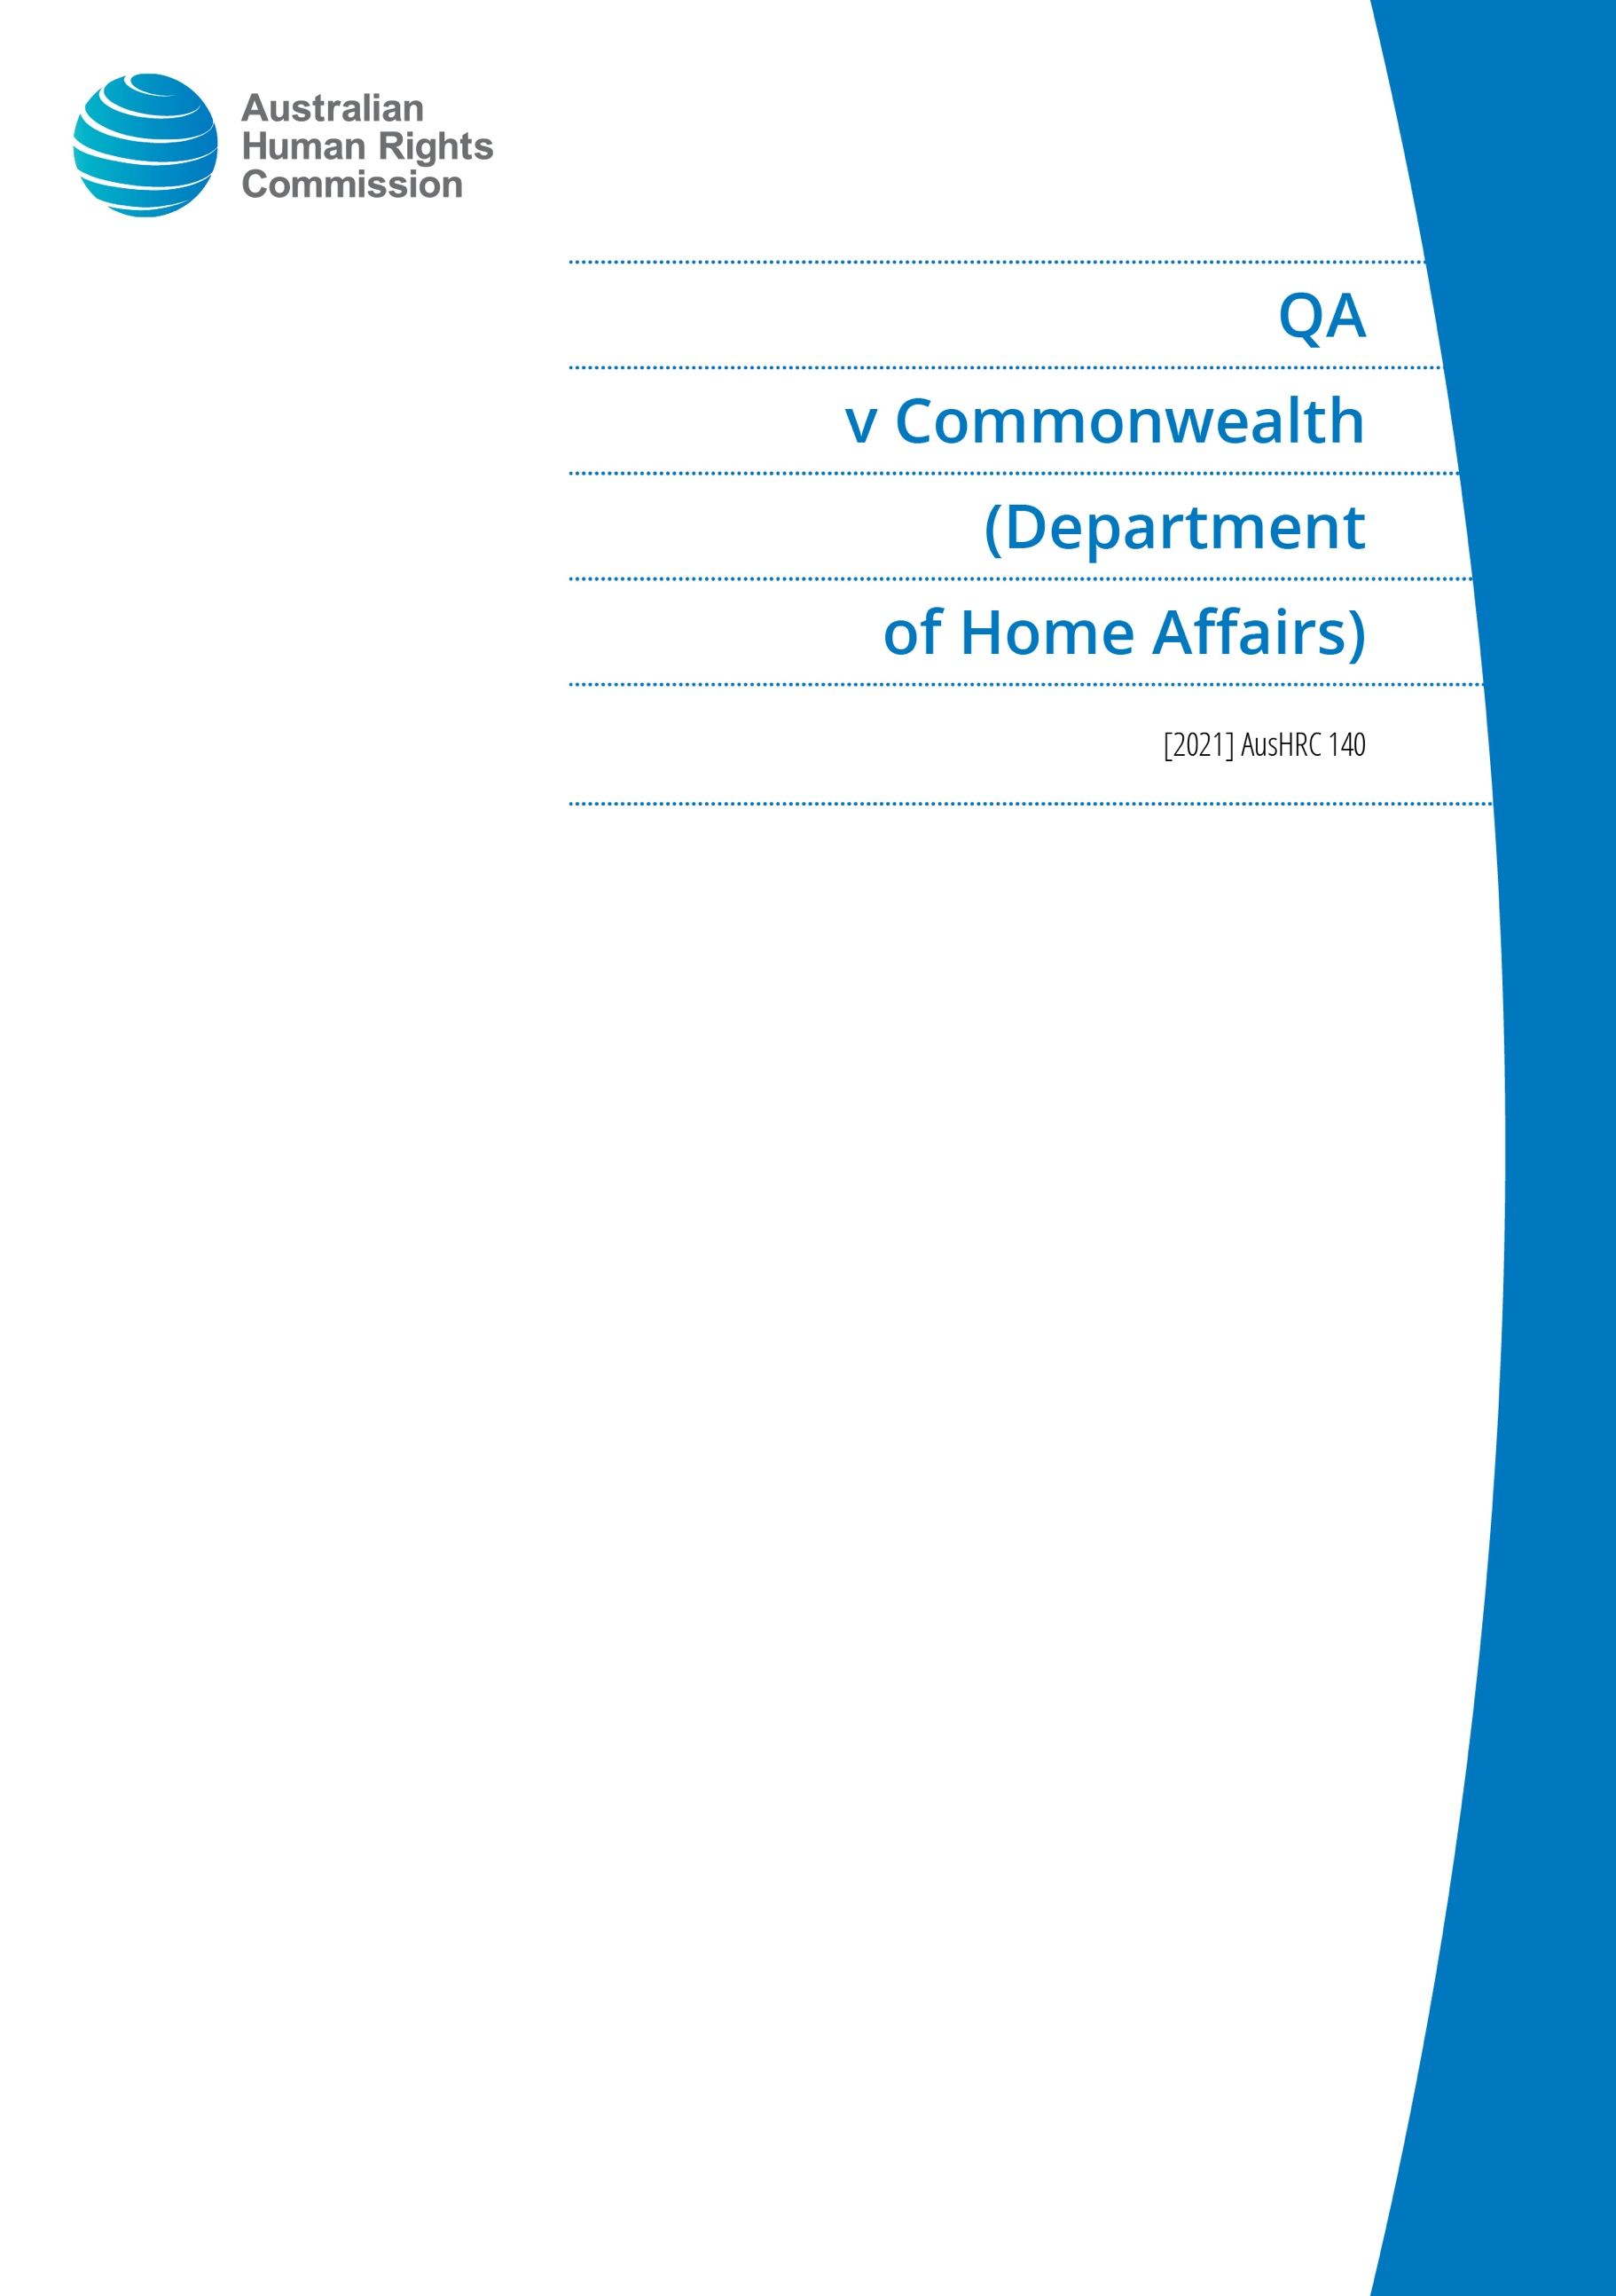 Australian
Human Rights
Commission
QA
v Commonwealth
(Department
of Home Affairs)
[2021] AusHRC 140